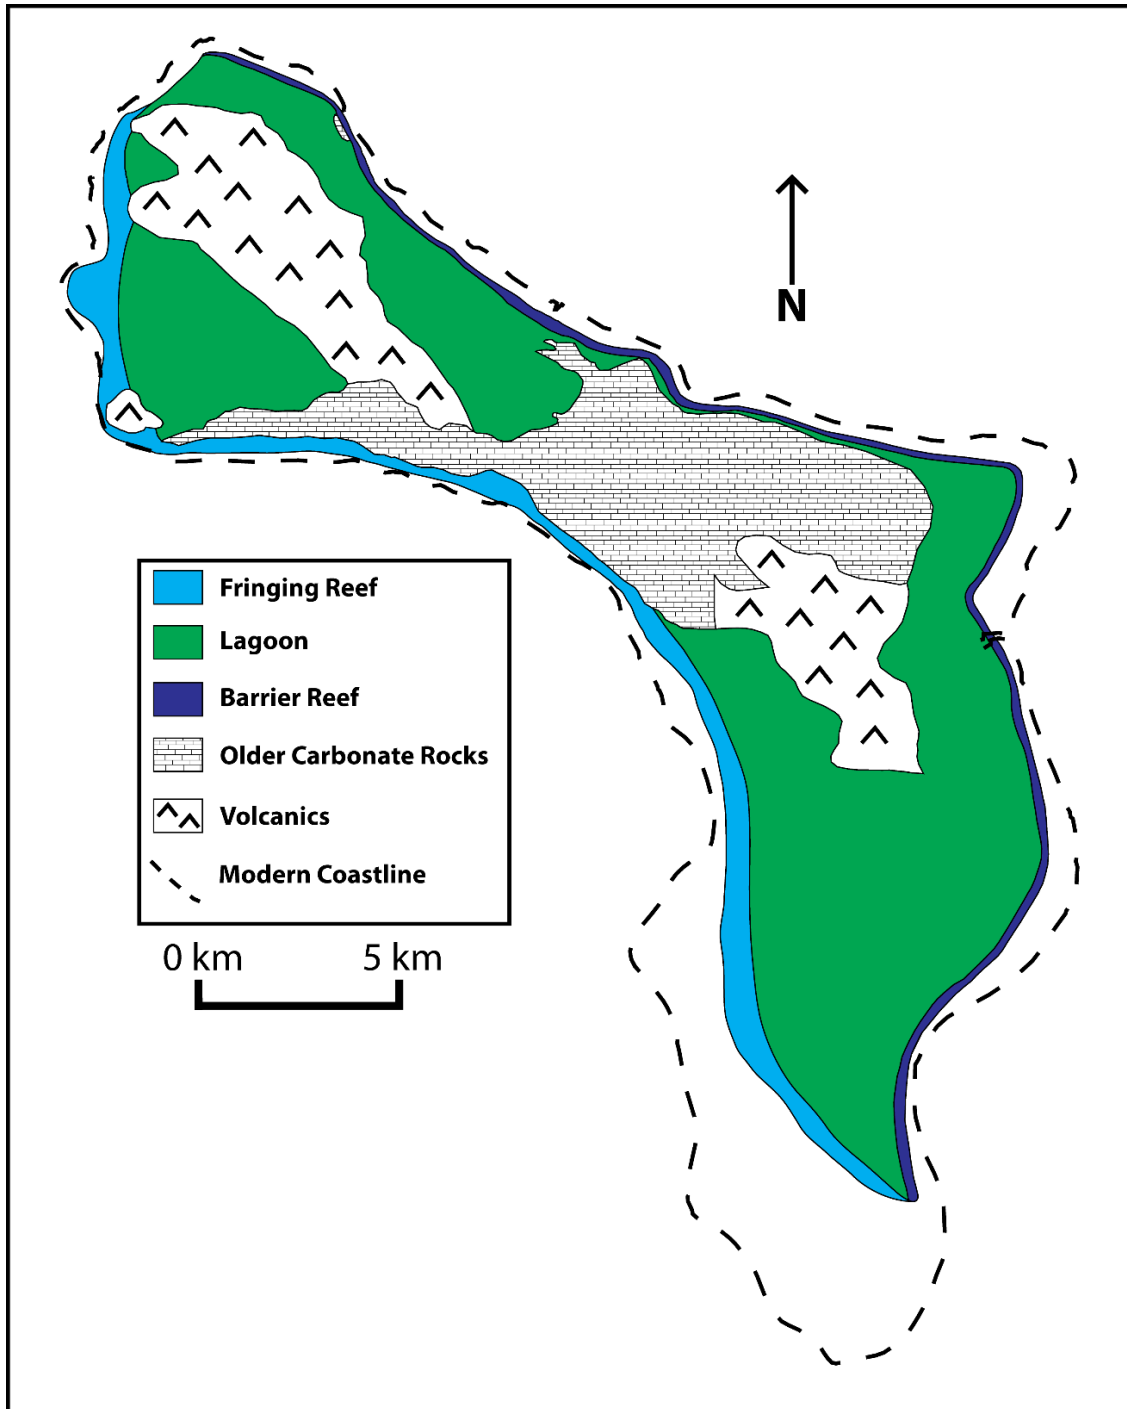 N
Fringing Reef
Lagoon
Barrier Reef
Older Carbonate Rocks
Volcanics
Modern Coastline
0 km 5 km